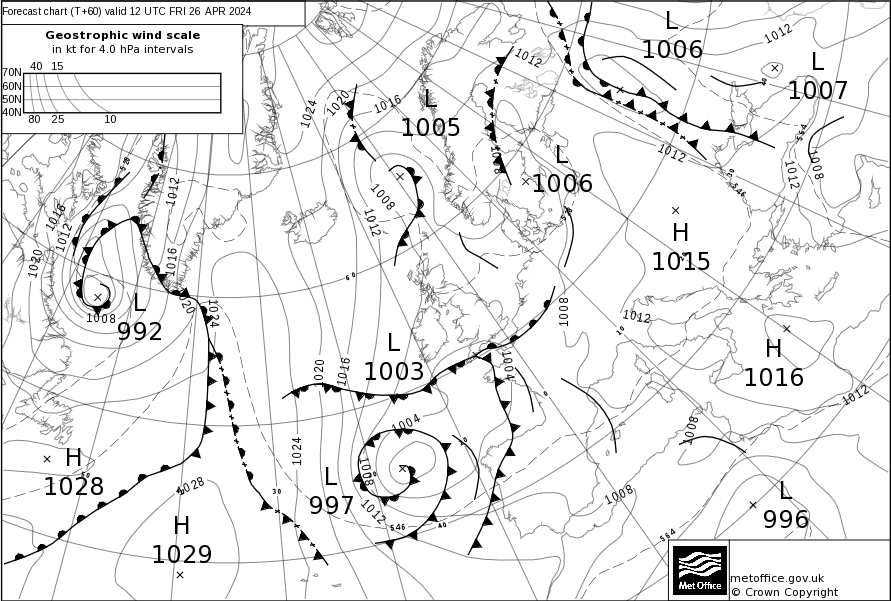 Forecast chart (T+60) valid 12 UTC FRI 26 APR 2024
Geostrophic wind scale
in kt for 4.0 hPa intervals
40 15
70N
60N
50N
40N
80 25 10
L
1006
L
1007
L
1005
L
1006
H
1015
L
992
L
1003
H
1016
H
1028
L
997
L
996
H
1029
1012
1012
1024
1020
1016
1008
1012
1012
1008
564
546
1008
1012
1016
1012
1020
1012
1016
1020
1024
1008
60
1008
1012
10
1020
1016
1004
1012
1004
1008
1024
1008
1012
1028
50
30
546
40
0
1008
564
Met Office
metoffice.gov.uk
© Crown Copyright